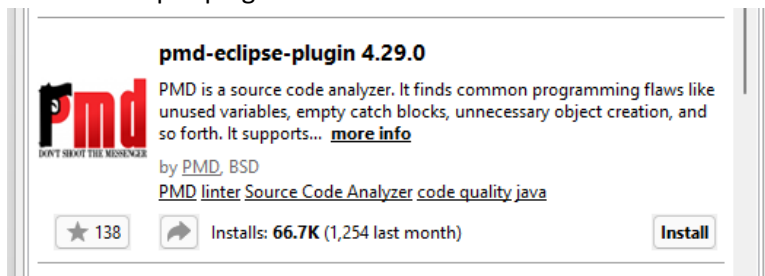 pmd-eclipse-plugin 4.29.0
PMD is a source code analyzer. It finds common programming flaws like
unused variables, empty catch blocks, unnecessary object creation, and
so forth. It supports... more info
Pmd
DON'T SHOOT THE MESSENGER
by PMD, BSD
PMD linter Source Code Analyzer code quality java
138
Installs: 66.7K (1,254 last month)
Install